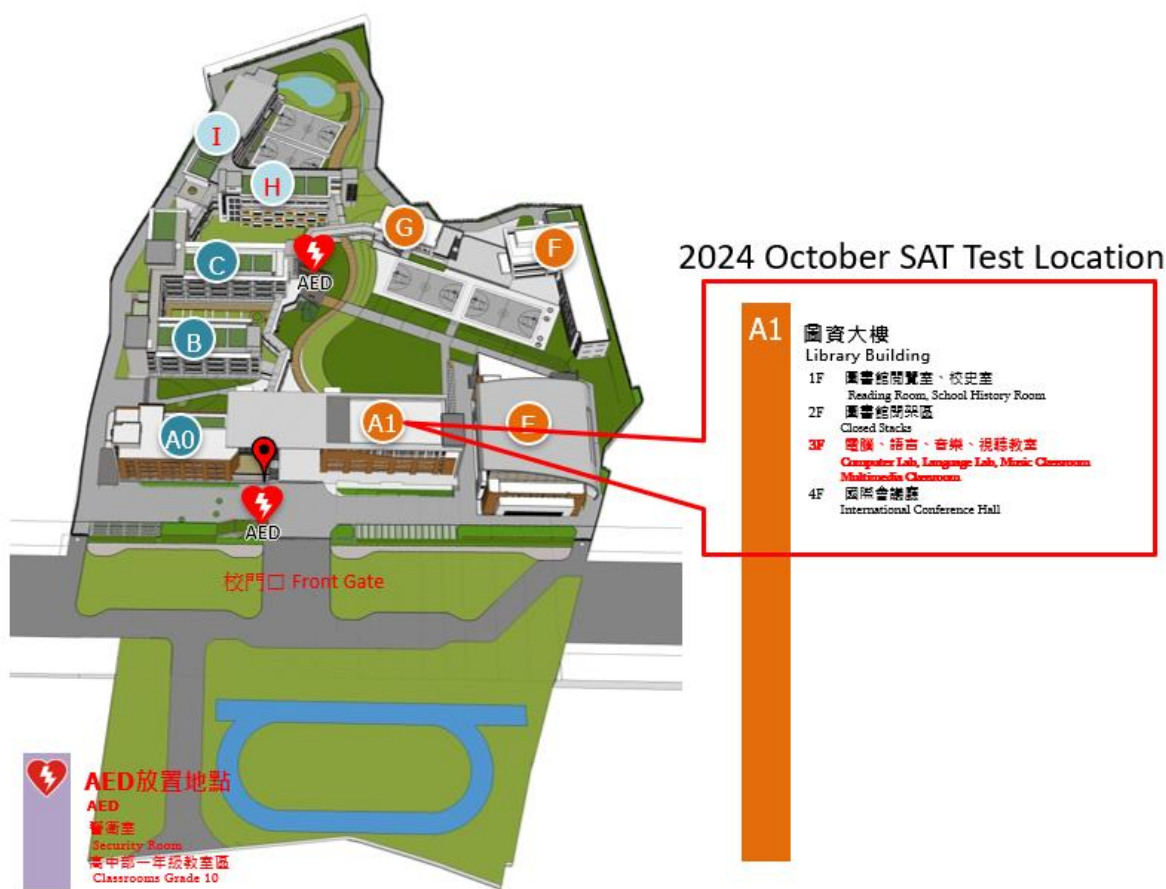 I
H
G
F
C
AED
B
2024 October SAT Test Location
A1 圖資大樓
Library Building
1F 圖書館閱覽室、校史室
Reading Room, School History Room
2F 圖書館閉架區
Closed Stacks
3F 電腦、語言、音樂、視聽教室
Computer Lab, Language Lab, Music Classroom
Multimedia Classroom
4F 國際會議廳
International Conference Hall
A0
A1
E
AED
校門口 Front Gate
AED放置地點
AED
警衛室
Security Room
高中部一年級教室區
Classrooms Grade 10